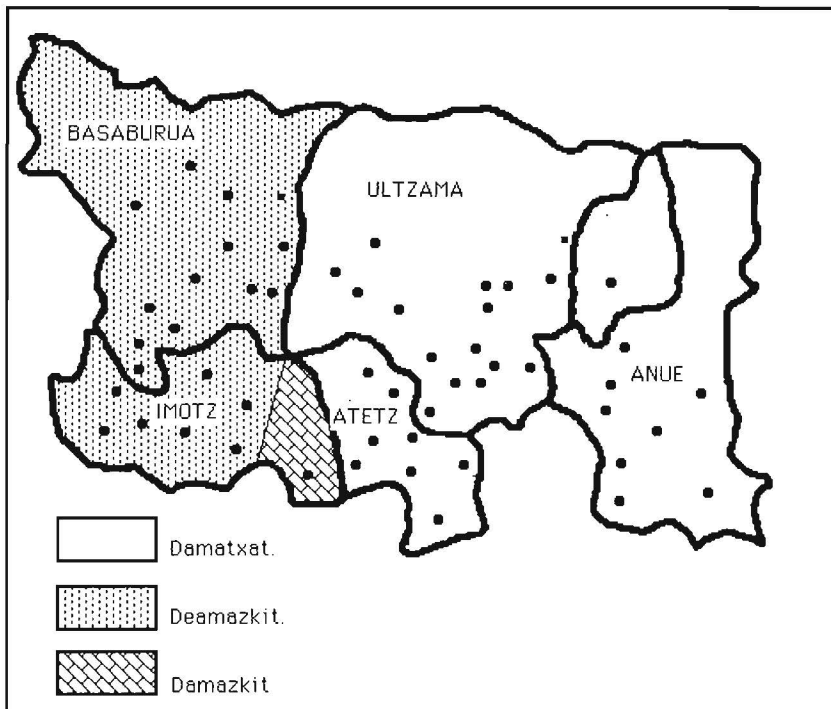 BASABURUA
ULTZAMA
ANUE
IMOTZ
ATETZ
Damatxat.
Deamazkit.
Damazkit